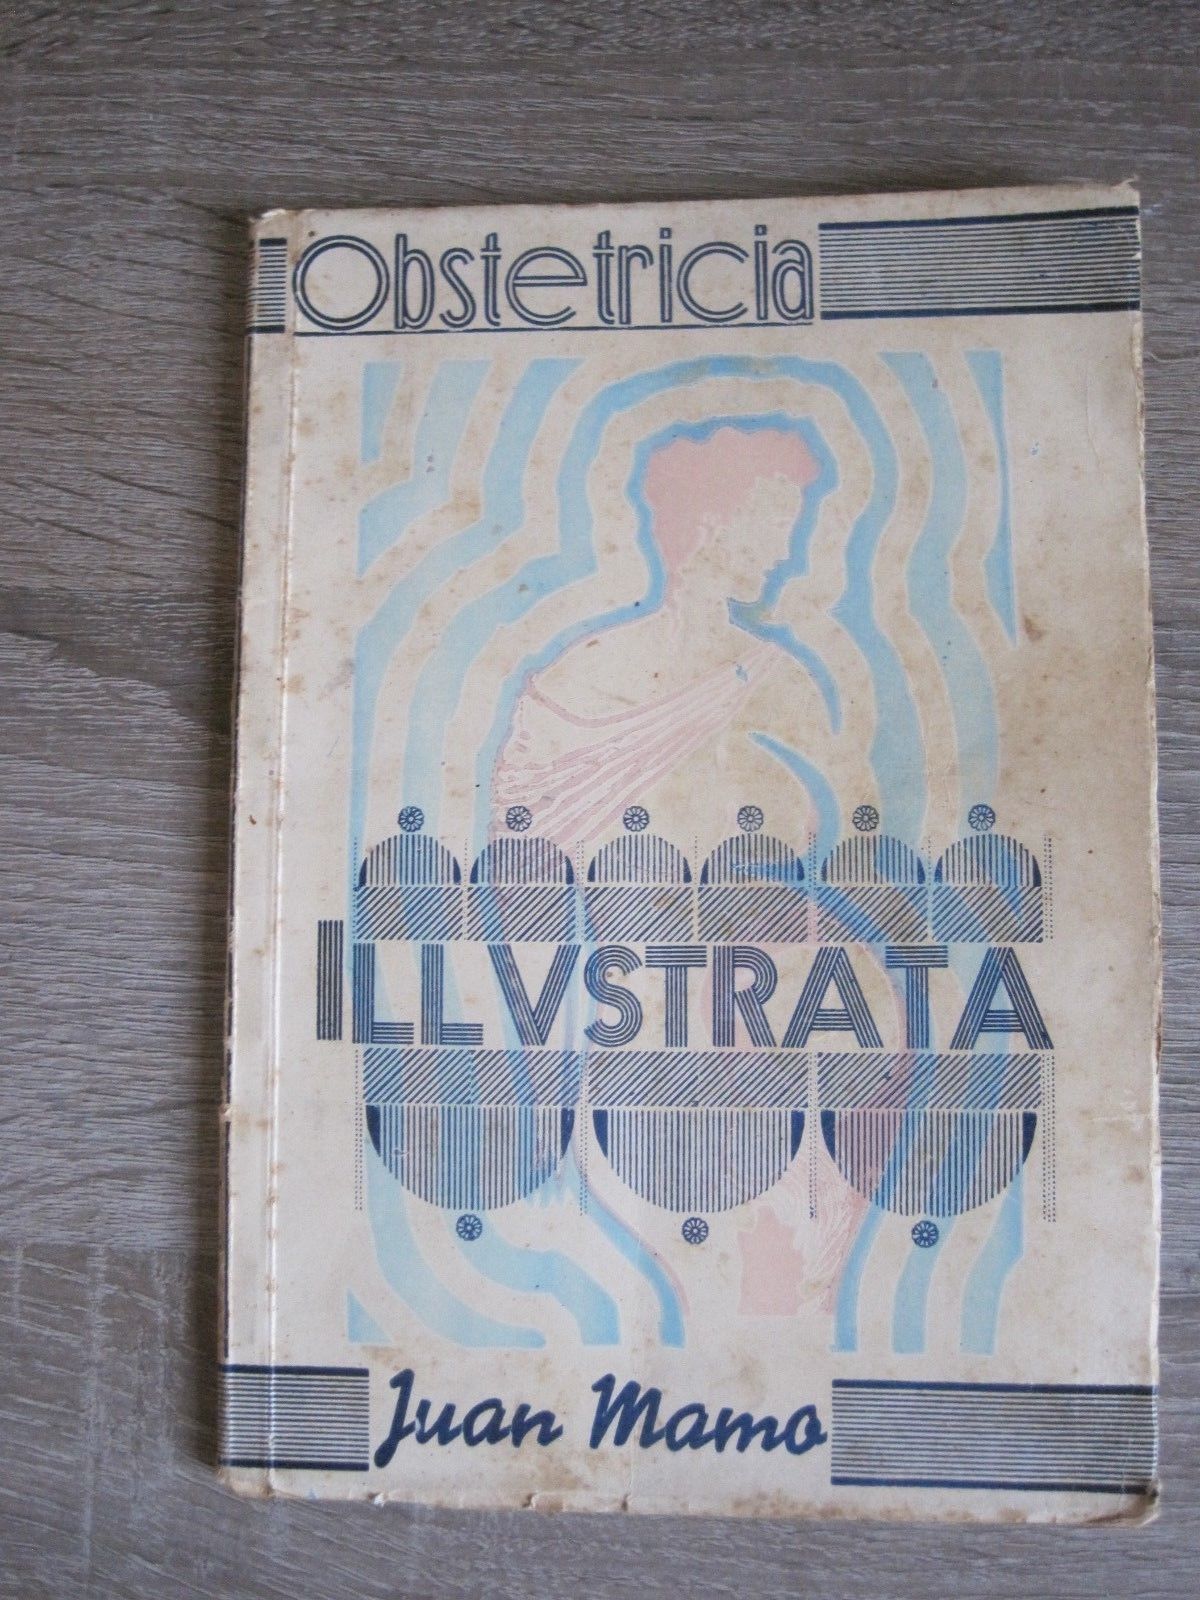 Obstetricia
ILLVSTRATA
Juan Mamo